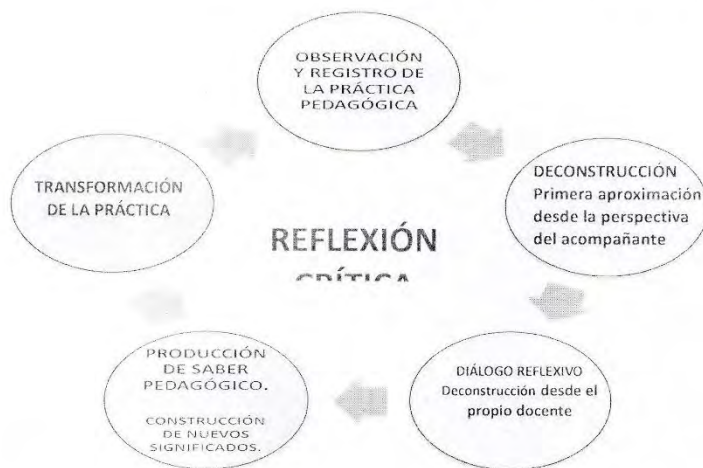 OBSERVACIÓN
Y REGISTRO DE
LA PRÁCTICA
PEDAGÓGICA
DECONSTRUCCIÓN
Primera aproximación
desde la perspectiva
del acompañante
DIÁLOGO REFLEXIVO
Deconstrucción desde el
propio docente
PRODUCCIÓN
DE SABER
PEDAGÓGICO.
CONSTRUCCIÓN
DE NUEVOS
SIGNIFICADOS.
TRANSFORMACIÓN
DE LA PRÁCTICA
REFLEXIÓN
CRÍTICA